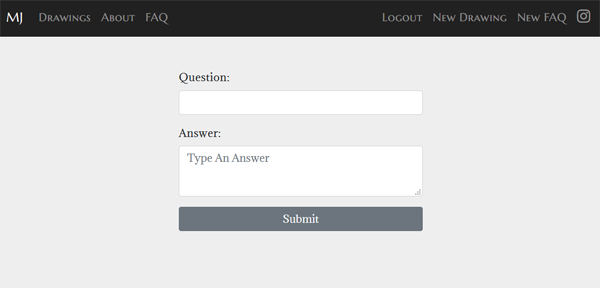 MJ Drawings About FAQ Logout New Drawing New FAQ
Question:
Answer:
Type An Answer
Submit